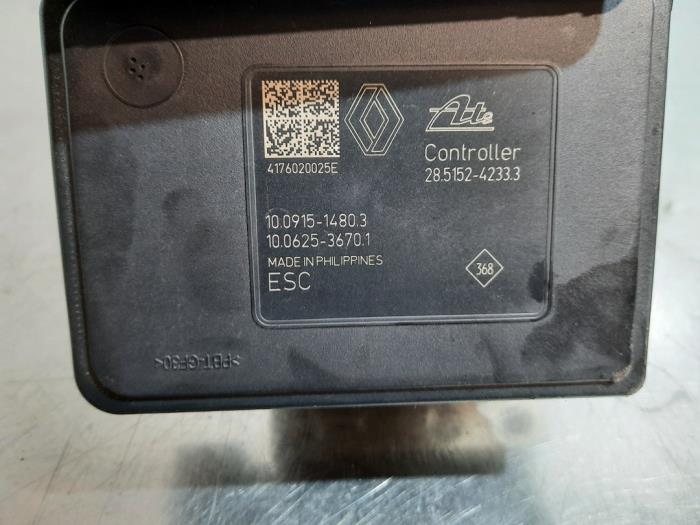 4176020025E
Ate
Controller
28.5152-4233.3
10.0915-1480.3
10.0625-3670.1
MADE IN PHILIPPINES
ESC
368
>PBT-GF30<